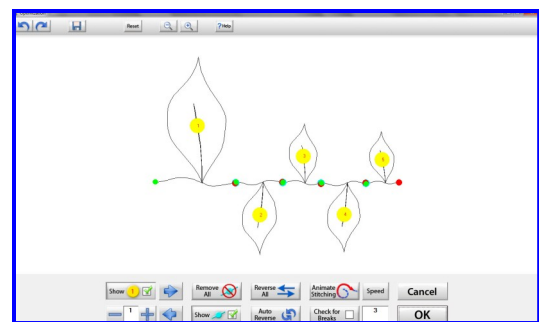 Reset ? Help
1
3
5
2
4
Show 1 Remove All Reverse All Animate Stitching Speed Cancel
1 Show Auto Reverse Check for Breaks 3 OK